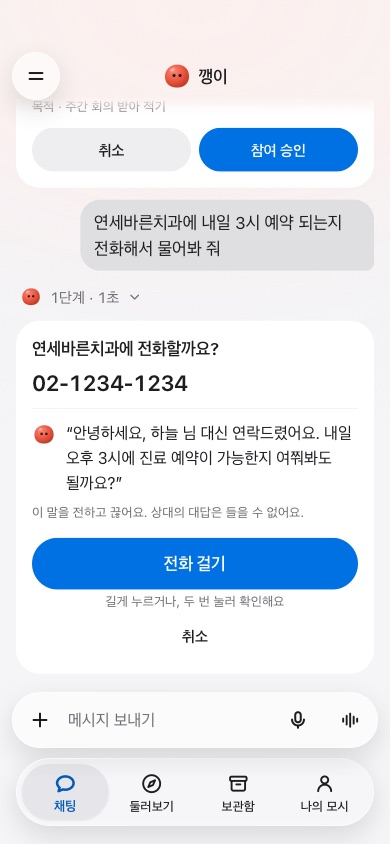 깽이
목적 · 주간 회의 받아 적기
취소
참여 승인
연세바른치과에 내일 3시 예약 되는지
전화해서 물어봐 줘
1단계 · 1초
연세바른치과에 전화할까요?
02-1234-1234
“안녕하세요, 하늘 님 대신 연락드렸어요. 내일
오후 3시에 진료 예약이 가능한지 여쭤봐도
될까요?”
이 말을 전하고 끊어요. 상대의 대답은 들을 수 없어요.
전화 걸기
길게 누르거나, 두 번 눌러 확인해요
취소
메시지 보내기
채팅
둘러보기
보관함
나의 모시